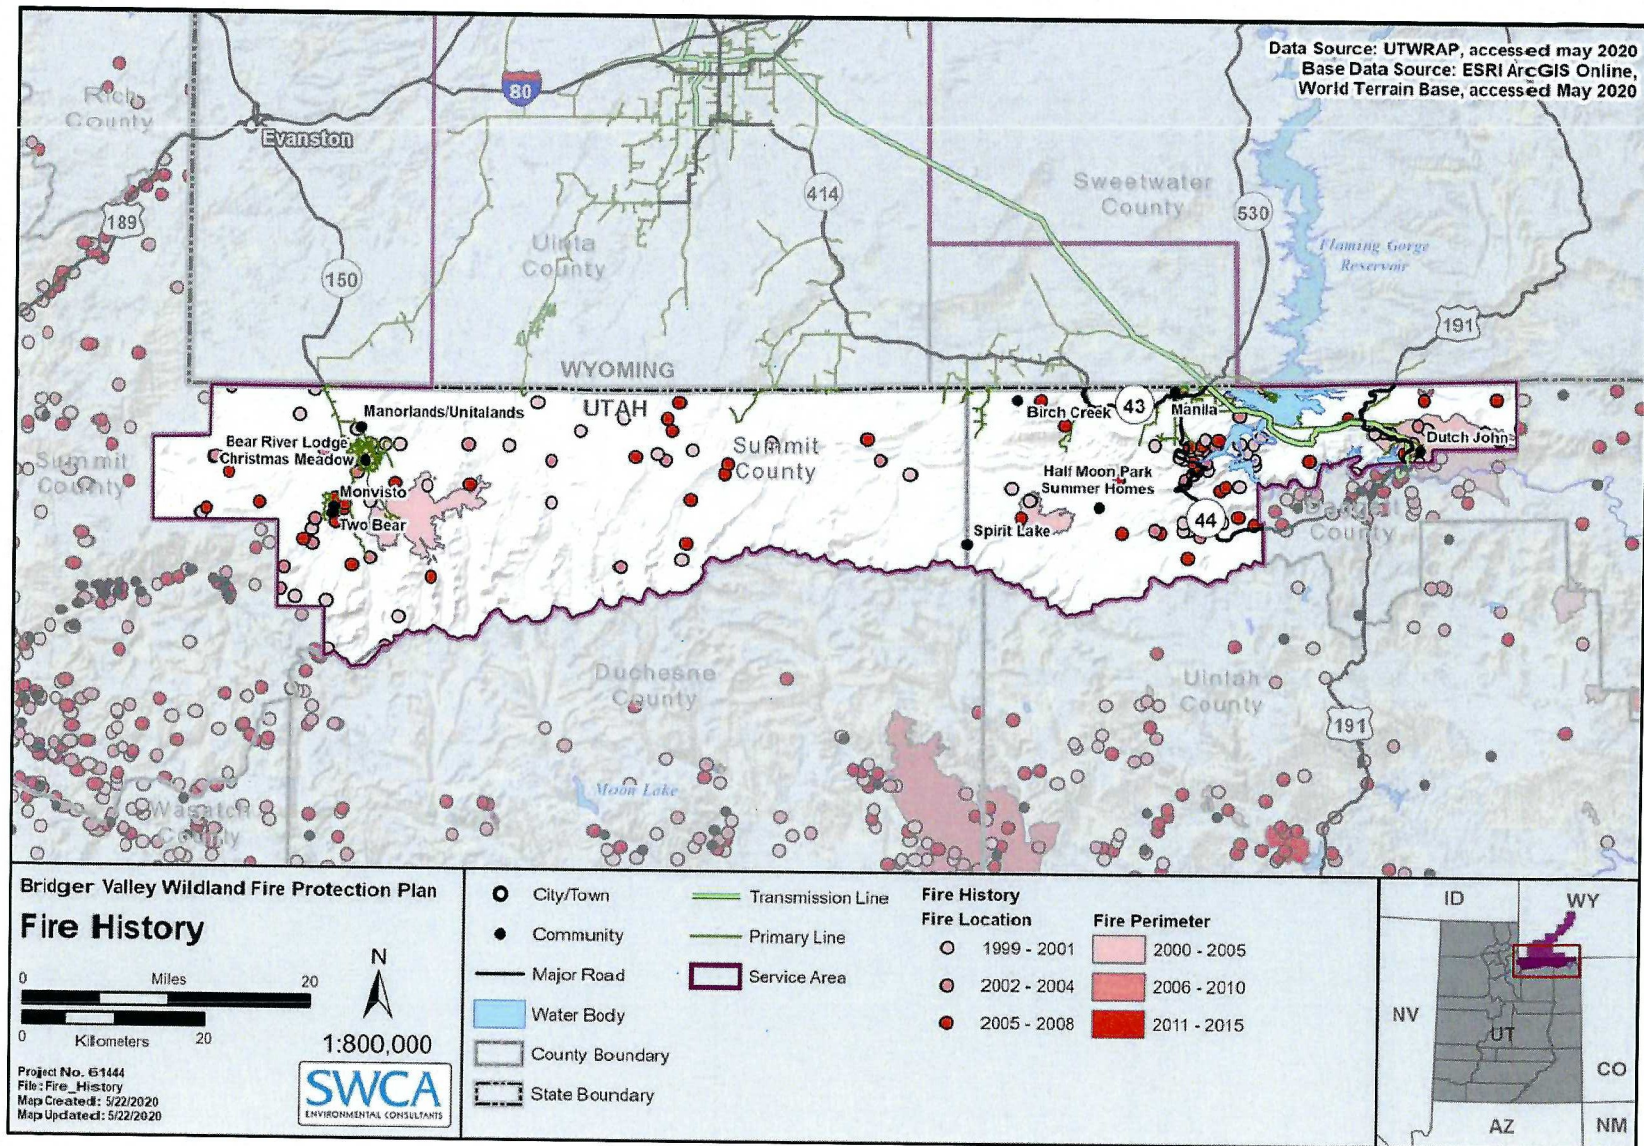 Data Source: UTWRAP, accessed may 2020
Base Data Source: ESRI ArcGIS Online,
World Terrain Base, accessed May 2020
Rich
County
80
Evanston
189
414
Sweetwater
County
530
Uinta
County
Flaming Gorge
Reservoir
150
191
WYOMING
UTAH
Manorlands/Unitalands
Birch Creek
43
Manila
Bear River Lodge
Christmas Meadow
Summit
County
Dutch John
Summit
County
Half Moon Park
Summer Homes
Monvisto
Two Bear
Spirit Lake
44
Daggett
County
Duchesne
County
Uintah
County
191
Moon Lake
Wasatch
County
Bridger Valley Wildland Fire Protection Plan
Fire History
0 Miles 20
0 Kilometers 20
N
1:800,000
Project No. 61444
File: Fire_History
Map Created: 5/22/2020
Map Updated: 5/22/2020
SWCA
ENVIRONMENTAL CONSULTANTS
City/Town
Community
Major Road
Water Body
County Boundary
State Boundary
Transmission Line
Primary Line
Service Area
Fire History
Fire Location
1999 - 2001
2002 - 2004
2005 - 2008
Fire Perimeter
2000 - 2005
2006 - 2010
2011 - 2015
ID
WY
NV
UT
CO
AZ
NM